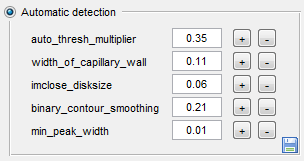 Automatic detection
auto_thresh_multiplier 0.35 + -
width_of_capillary_wall 0.11 + -
imclose_disksize 0.06 + -
binary_contour_smoothing 0.21 + -
min_peak_width 0.01 + -